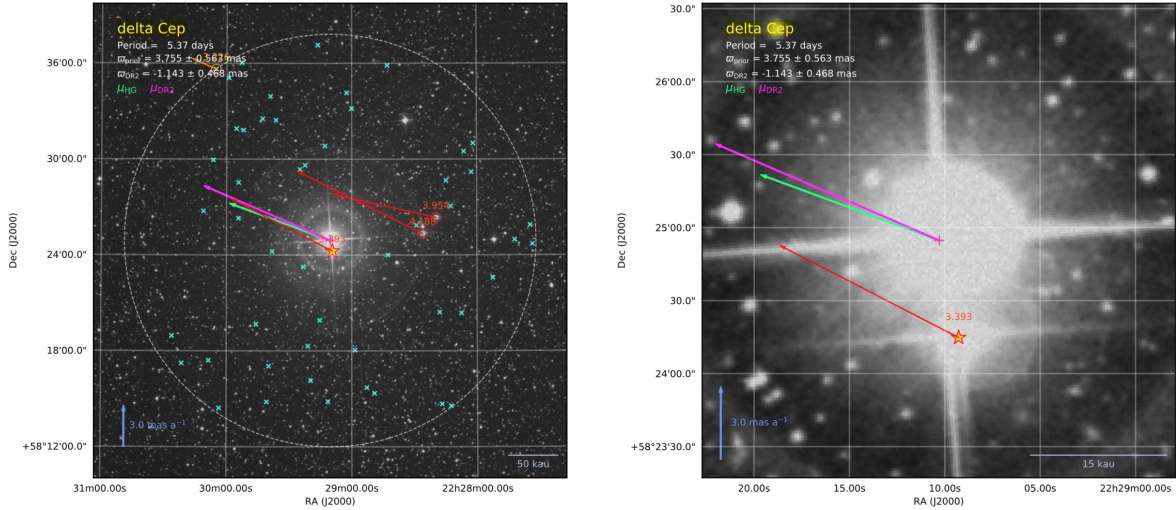 delta Cep
Period = 5.37 days
ϖprior = 3.755 ± 0.563 mas
ϖDR2 = -1.143 ± 0.468 mas
μHG μDR2
3.954
4.188
3.0 mas a⁻¹
50 kau
36'00.0"
30'00.0"
24'00.0"
18'00.0"
+58°12'00.0"
Dec (J2000)
31m00.00s 30m00.00s 29m00.00s 22h28m00.00s
RA (J2000)
delta Cep
Period = 5.37 days
ϖprior = 3.755 ± 0.563 mas
ϖDR2 = -1.143 ± 0.468 mas
μHG μDR2
3.393
3.0 mas a⁻¹
15 kau
30.0"
26'00.0"
30.0"
25'00.0"
30.0"
24'00.0"
+58°23'30.0"
Dec (J2000)
20.00s 15.00s 10.00s 05.00s 22h29m00.00s
RA (J2000)